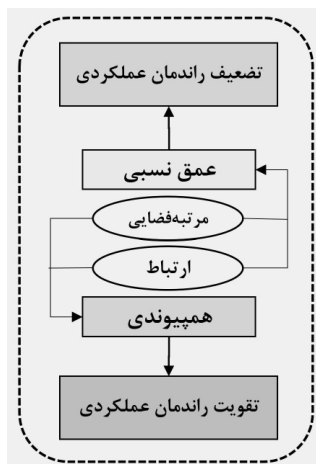 تضعیف راندمان عملکردی
عمق نسبی
مرتبه‌فضایی
ارتباط
همپیوندی
تقویت راندمان عملکردی